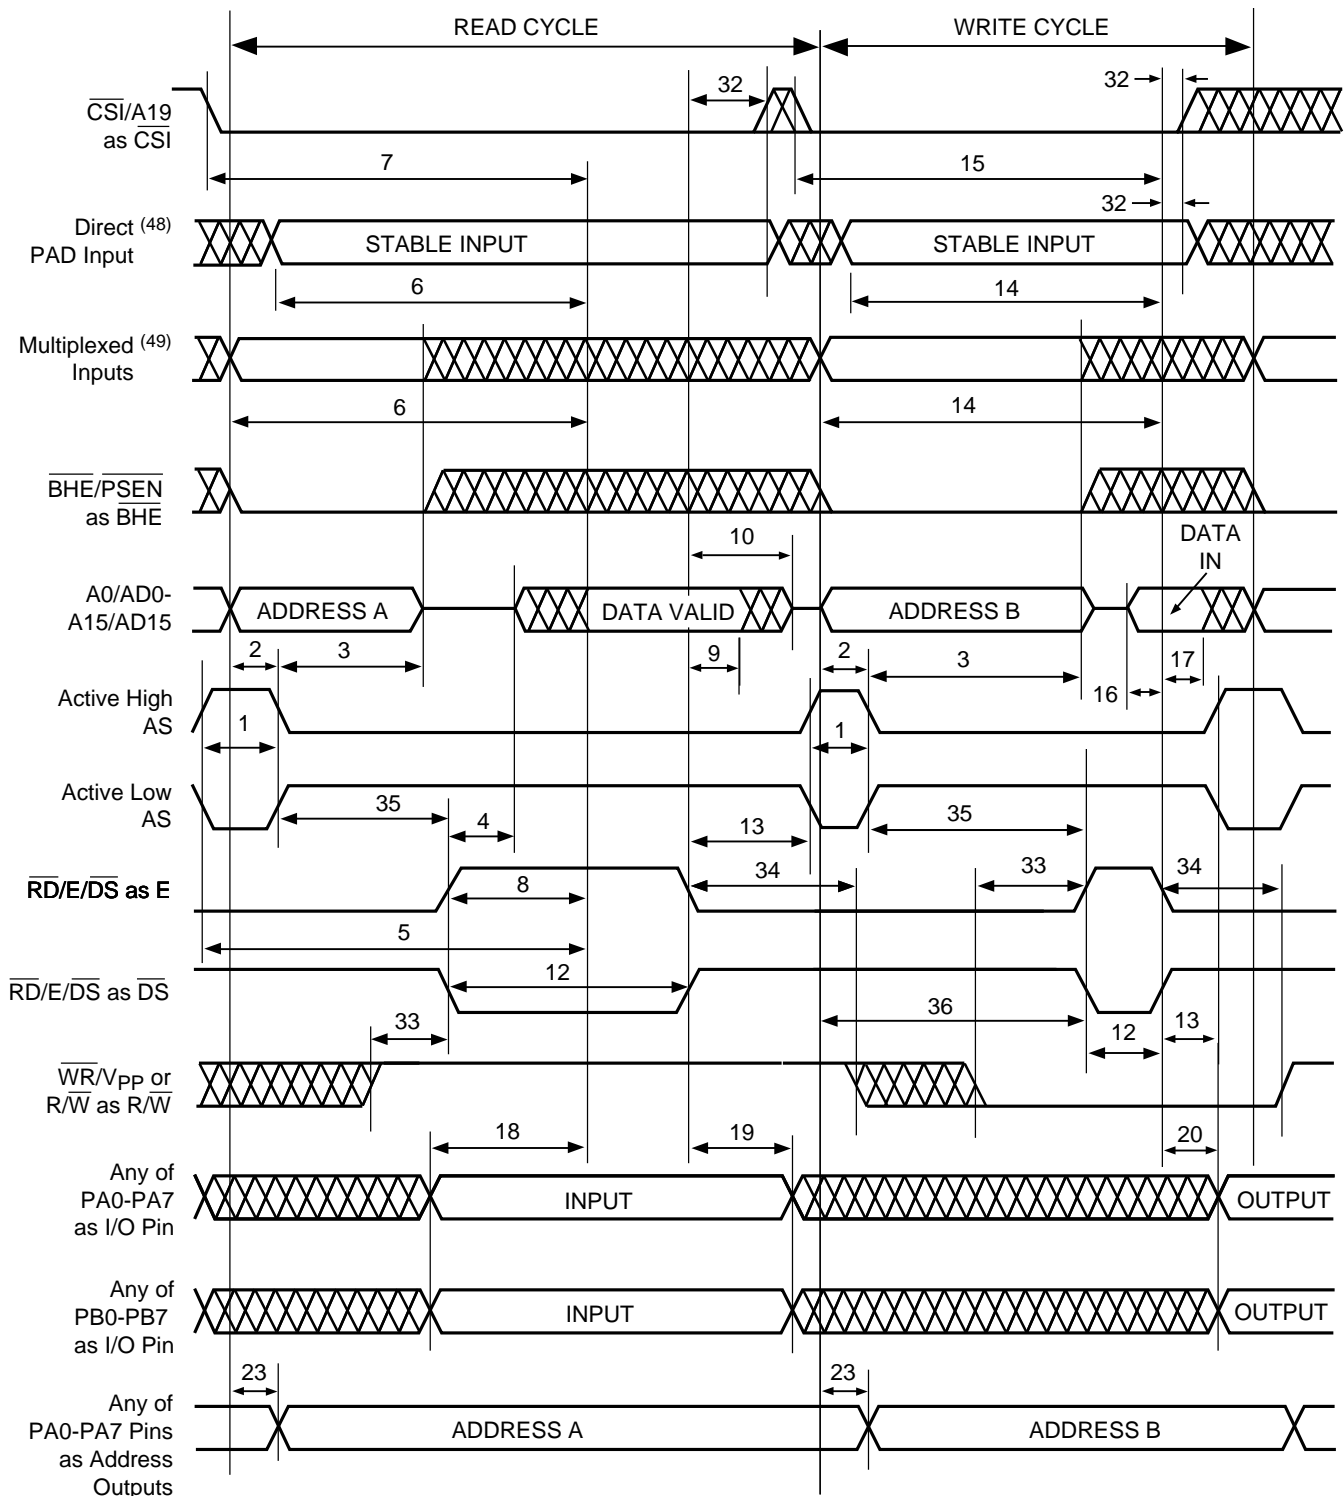 READ CYCLE
WRITE CYCLE
32
32
CSI/A19
as CSI
7
15
32
Direct (48)
PAD Input
STABLE INPUT
STABLE INPUT
6
14
Multiplexed (49)
Inputs
6
14
BHE/PSEN
as BHE
10
DATA
IN
A0/AD0-
A15/AD15
ADDRESS A
DATA VALID
ADDRESS B
2
3
9
2
3
17
16
Active High
AS
1
1
Active Low
AS
35
4
13
35
34
33
34
RD/E/DS as E
8
5
12
RD/E/DS as DS
36
33
12
13
WR/VPP or
R/W as R/W
18
19
20
Any of
PA0-PA7
as I/O Pin
INPUT
OUTPUT
Any of
PB0-PB7
as I/O Pin
INPUT
OUTPUT
23
23
Any of
PA0-PA7 Pins
as Address
Outputs
ADDRESS A
ADDRESS B